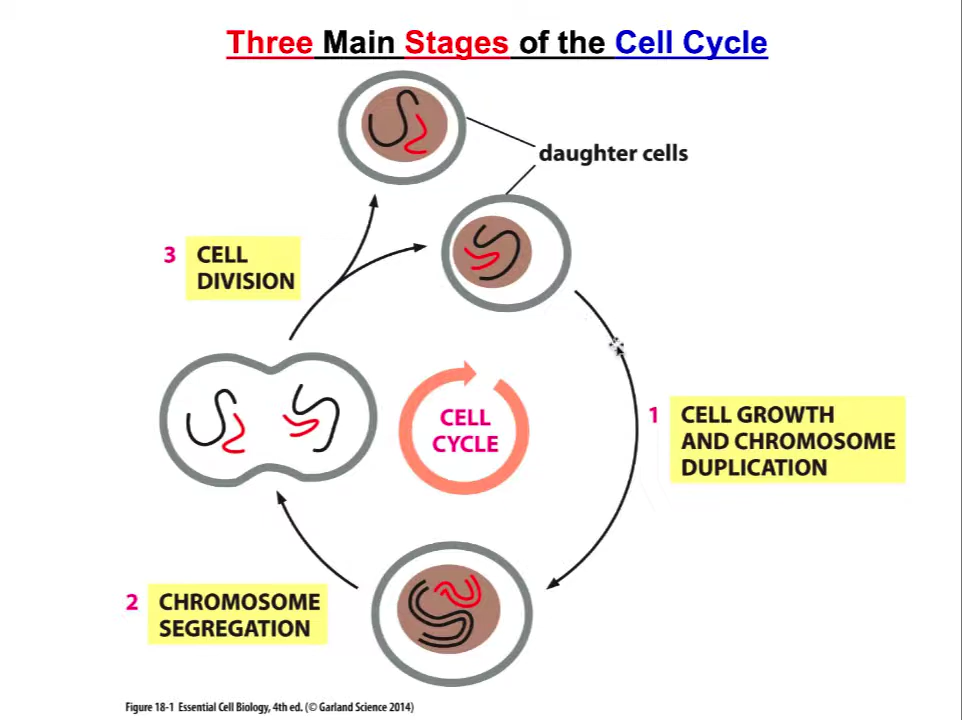 Three Main Stages of the Cell Cycle
daughter cells
3 CELL
DIVISION
CELL
CYCLE
1 CELL GROWTH
AND CHROMOSOME
DUPLICATION
2 CHROMOSOME
SEGREGATION
Figure 18-1 Essential Cell Biology, 4th ed. (© Garland Science 2014)